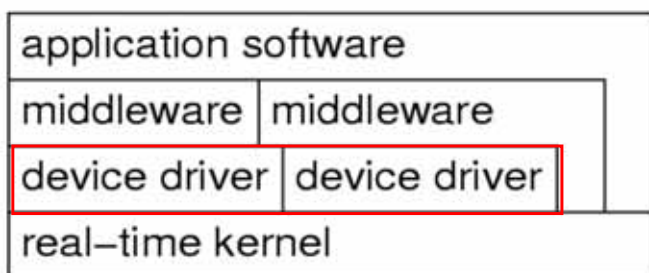 application software
middleware middleware
device driver device driver
real–time kernel